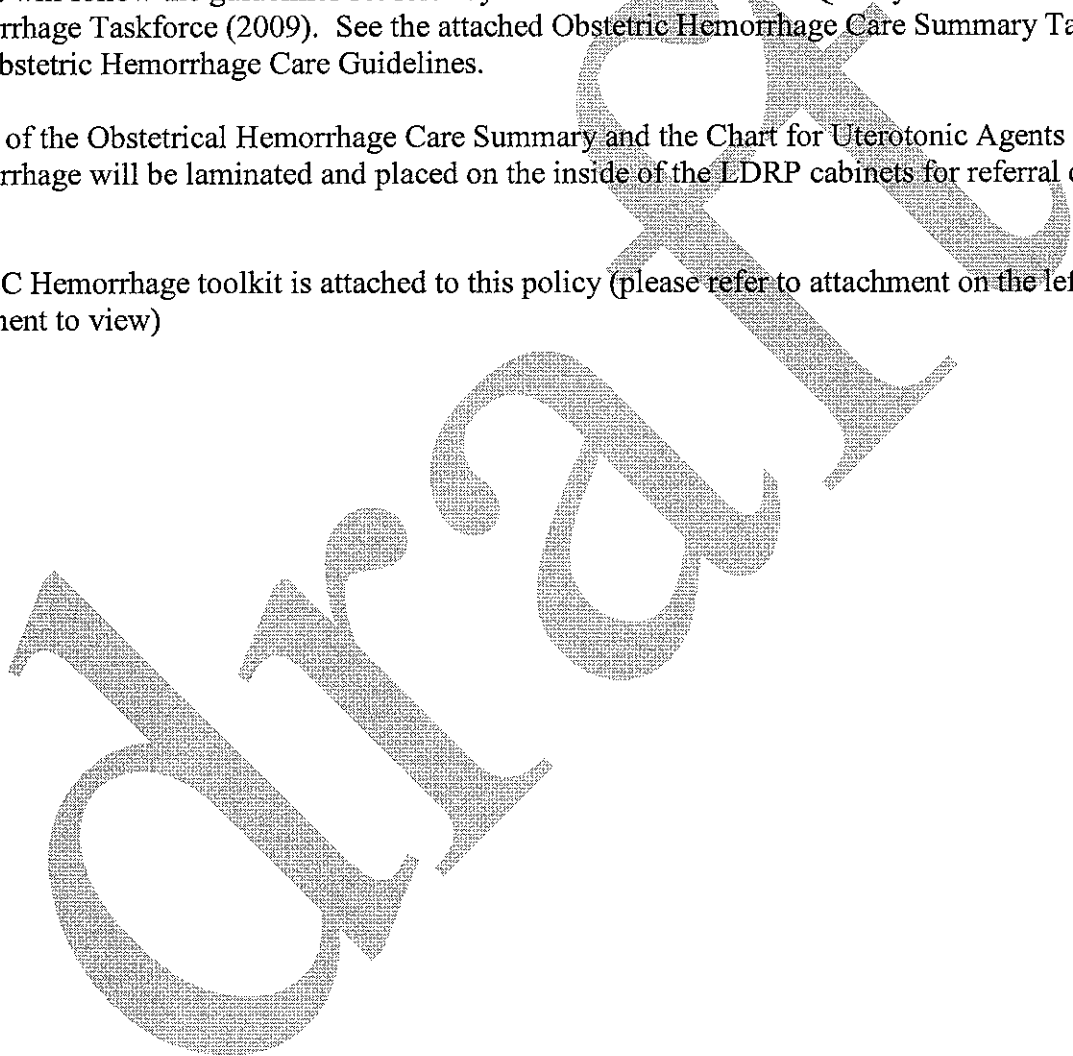 rrhage Taskforce (2009). See the attached Obstetric Hemorrhage Care Summary Ta
bstetric Hemorrhage Care Guidelines.
of the Obstetrical Hemorrhage Care Summary and the Chart for Uterotonic Agents
rrhage will be laminated and placed on the inside of the LDRP cabinets for referral
C Hemorrhage toolkit is attached to this policy (please refer to attachment on the lef
nent to view)
draft